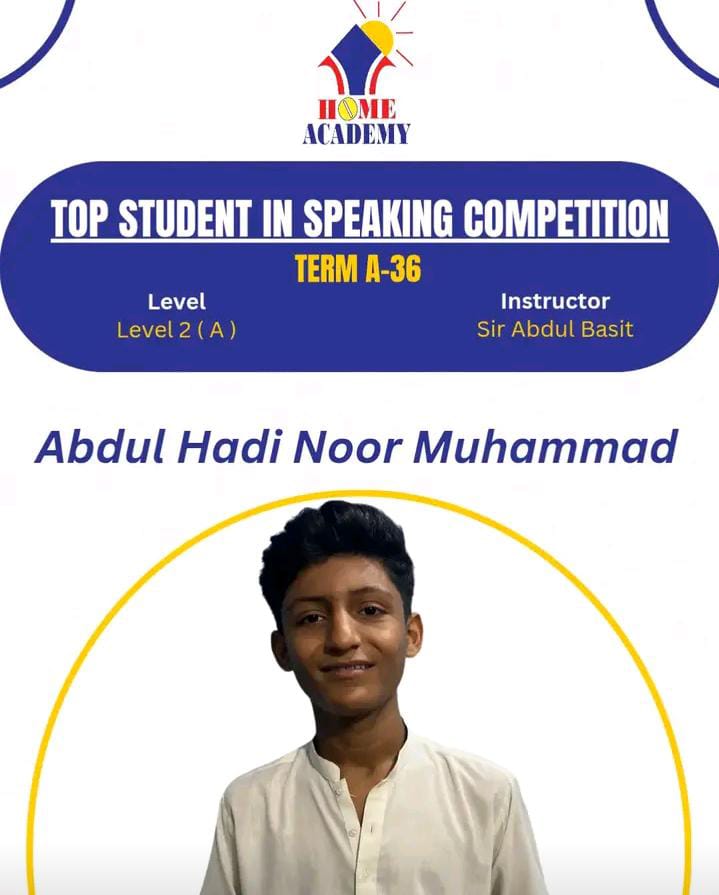 HOME
ACADEMY
TOP STUDENT IN SPEAKING COMPETITION
TERM A-36
Level
Level 2 ( A )
Instructor
Sir Abdul Basit
Abdul Hadi Noor Muhammad